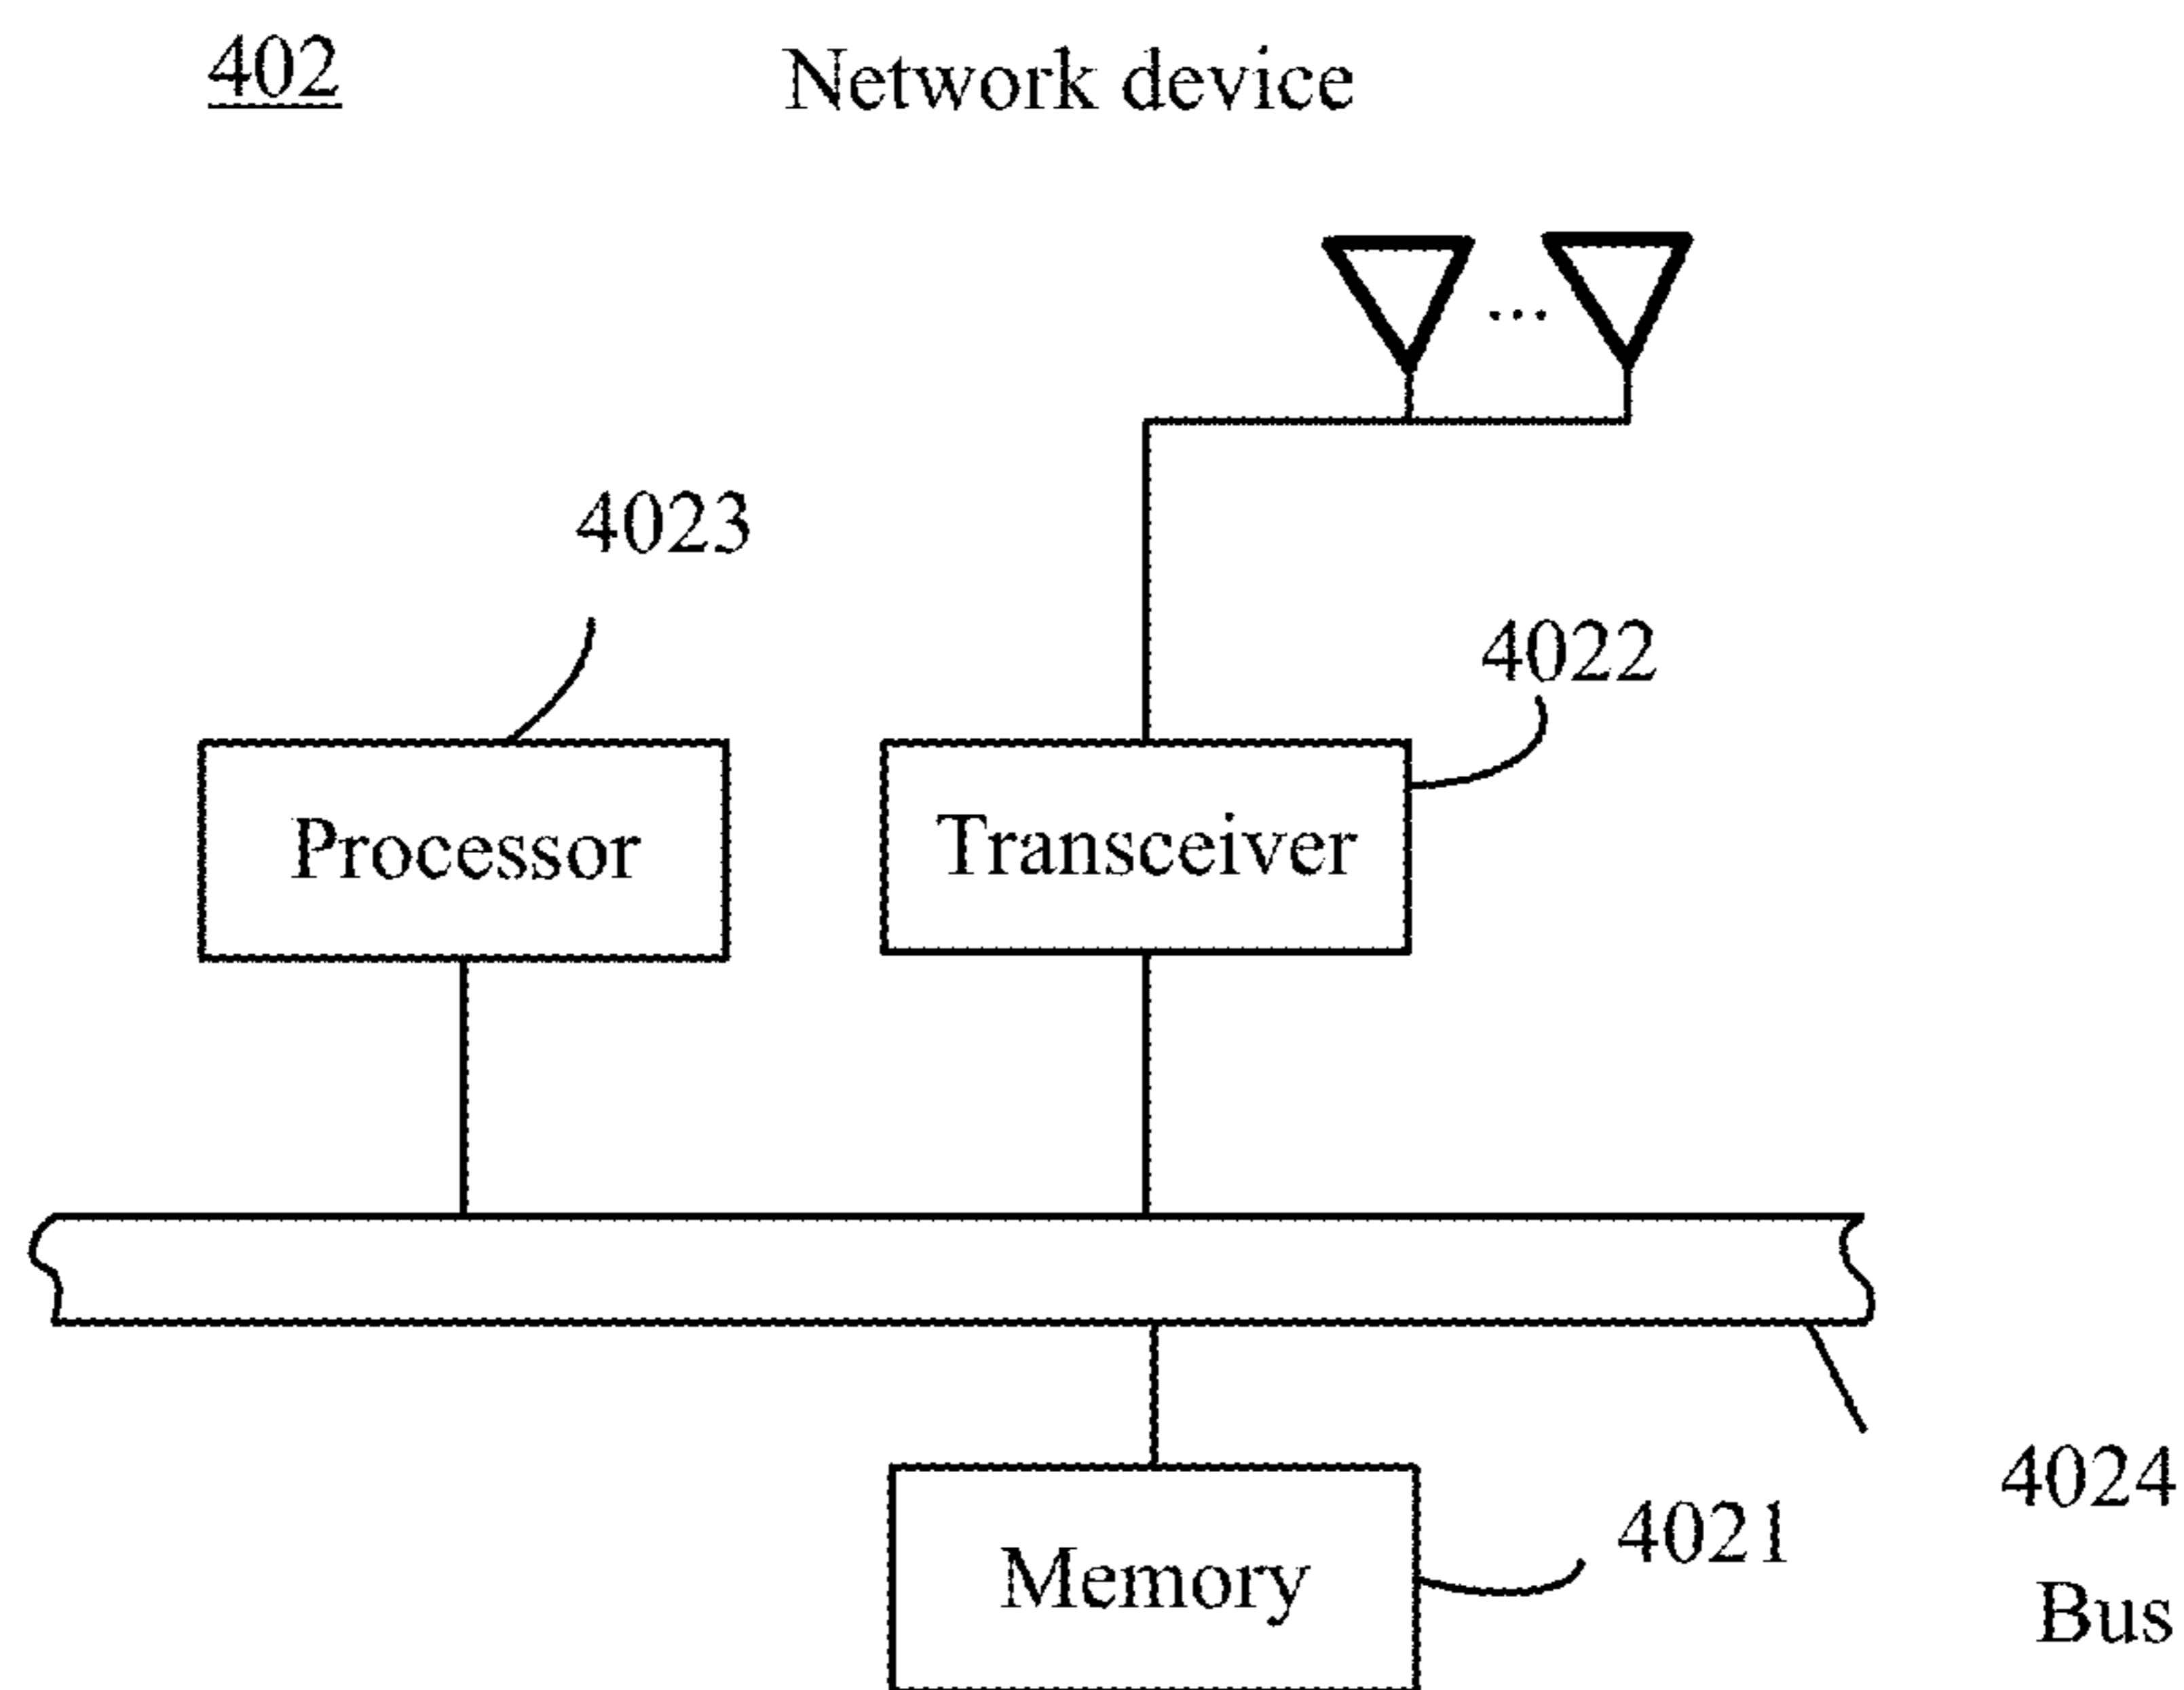 402
Network device
...
4023
4022
Processor
Transceiver
4024
Bus
4021
Memory